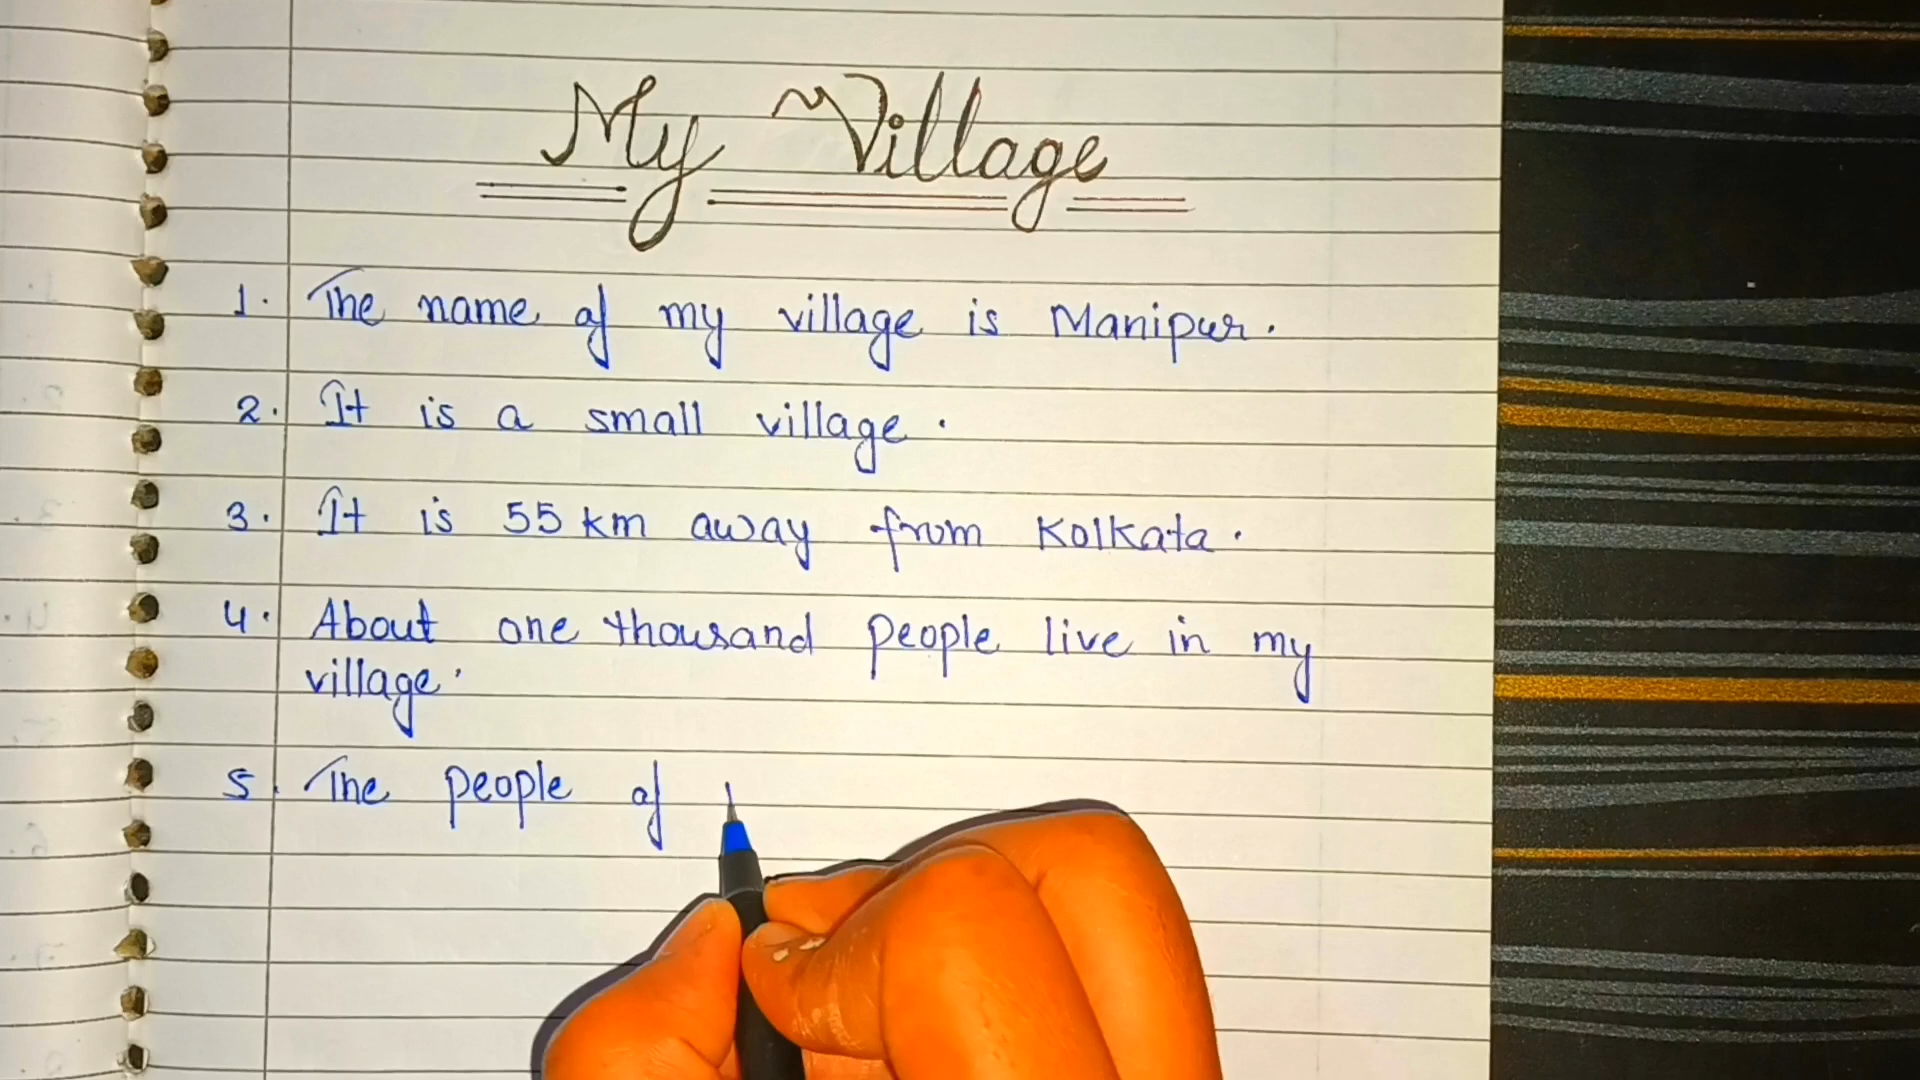 My Village
1. The name of my village is Manipur.
2. It is a small village.
3. It is 55 km away from Kolkata.
4. About one thousand people live in my
village.
5. The people of